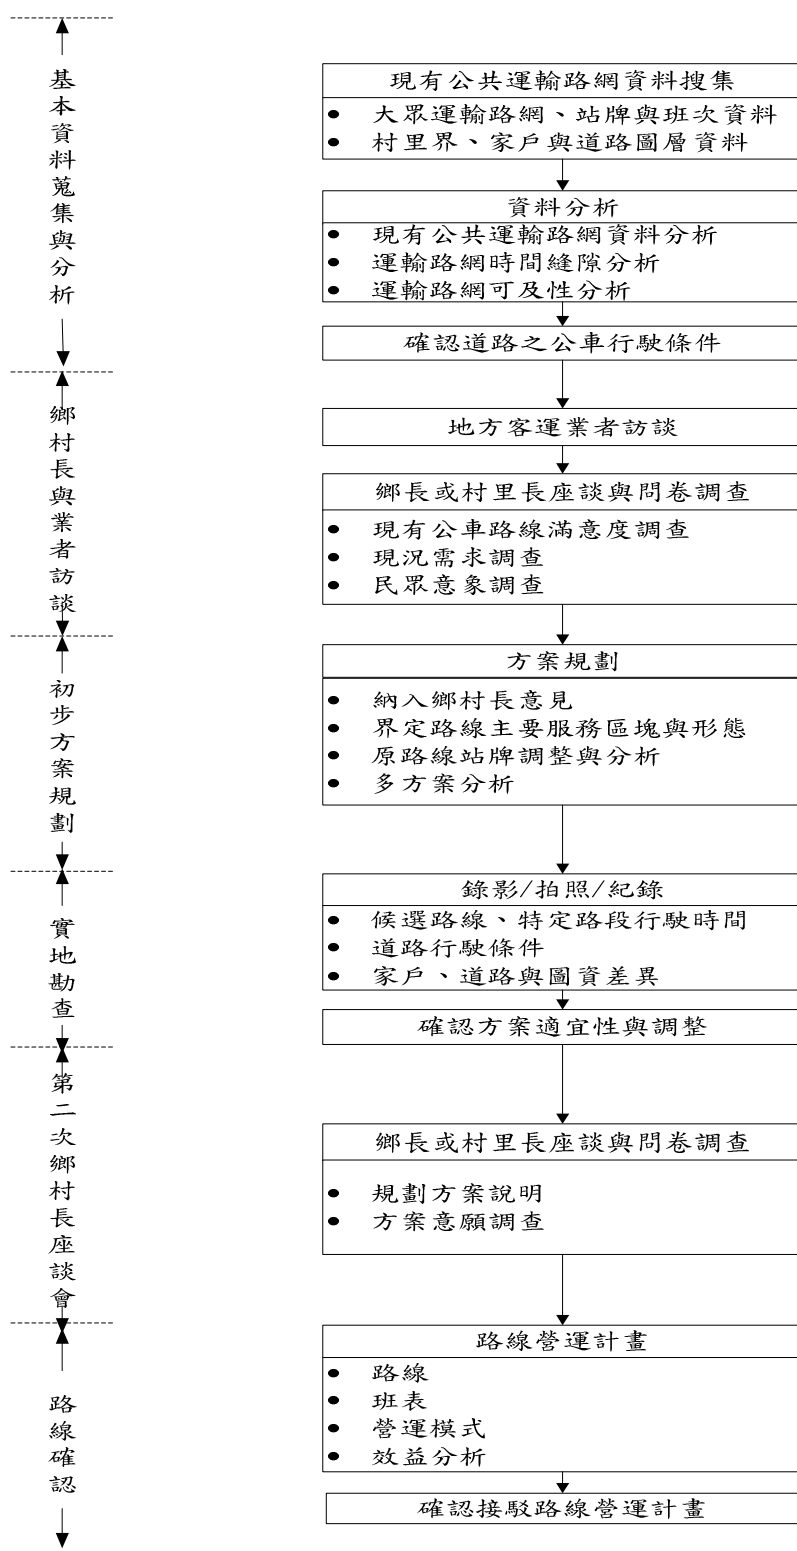 基本資料蒐集與分析
現有公共運輸路網資料搜集
• 大眾運輸路網、站牌與班次資料
• 村里界、家戶與道路圖層資料
資料分析
• 現有公共運輸路網資料分析
• 運輸路網時間縫隙分析
• 運輸路網可及性分析
確認道路之公車行駛條件
鄉村長與業者訪談
地方客運業者訪談
鄉長或村里長座談與問卷調查
• 現有公車路線滿意度調查
• 現況需求調查
• 民眾意象調查
初步方案規劃
方案規劃
• 納入鄉村長意見
• 界定路線主要服務區塊與形態
• 原路線站牌調整與分析
• 多方案分析
實地勘查
錄影/拍照/紀錄
• 候選路線、特定路段行駛時間
• 道路行駛條件
• 家戶、道路與圖資差異
確認方案適宜性與調整
第二次鄉村長座談會
鄉長或村里長座談與問卷調查
• 規劃方案說明
• 方案意願調查
路線確認
路線營運計畫
• 路線
• 班表
• 營運模式
• 效益分析
確認接駁路線營運計畫